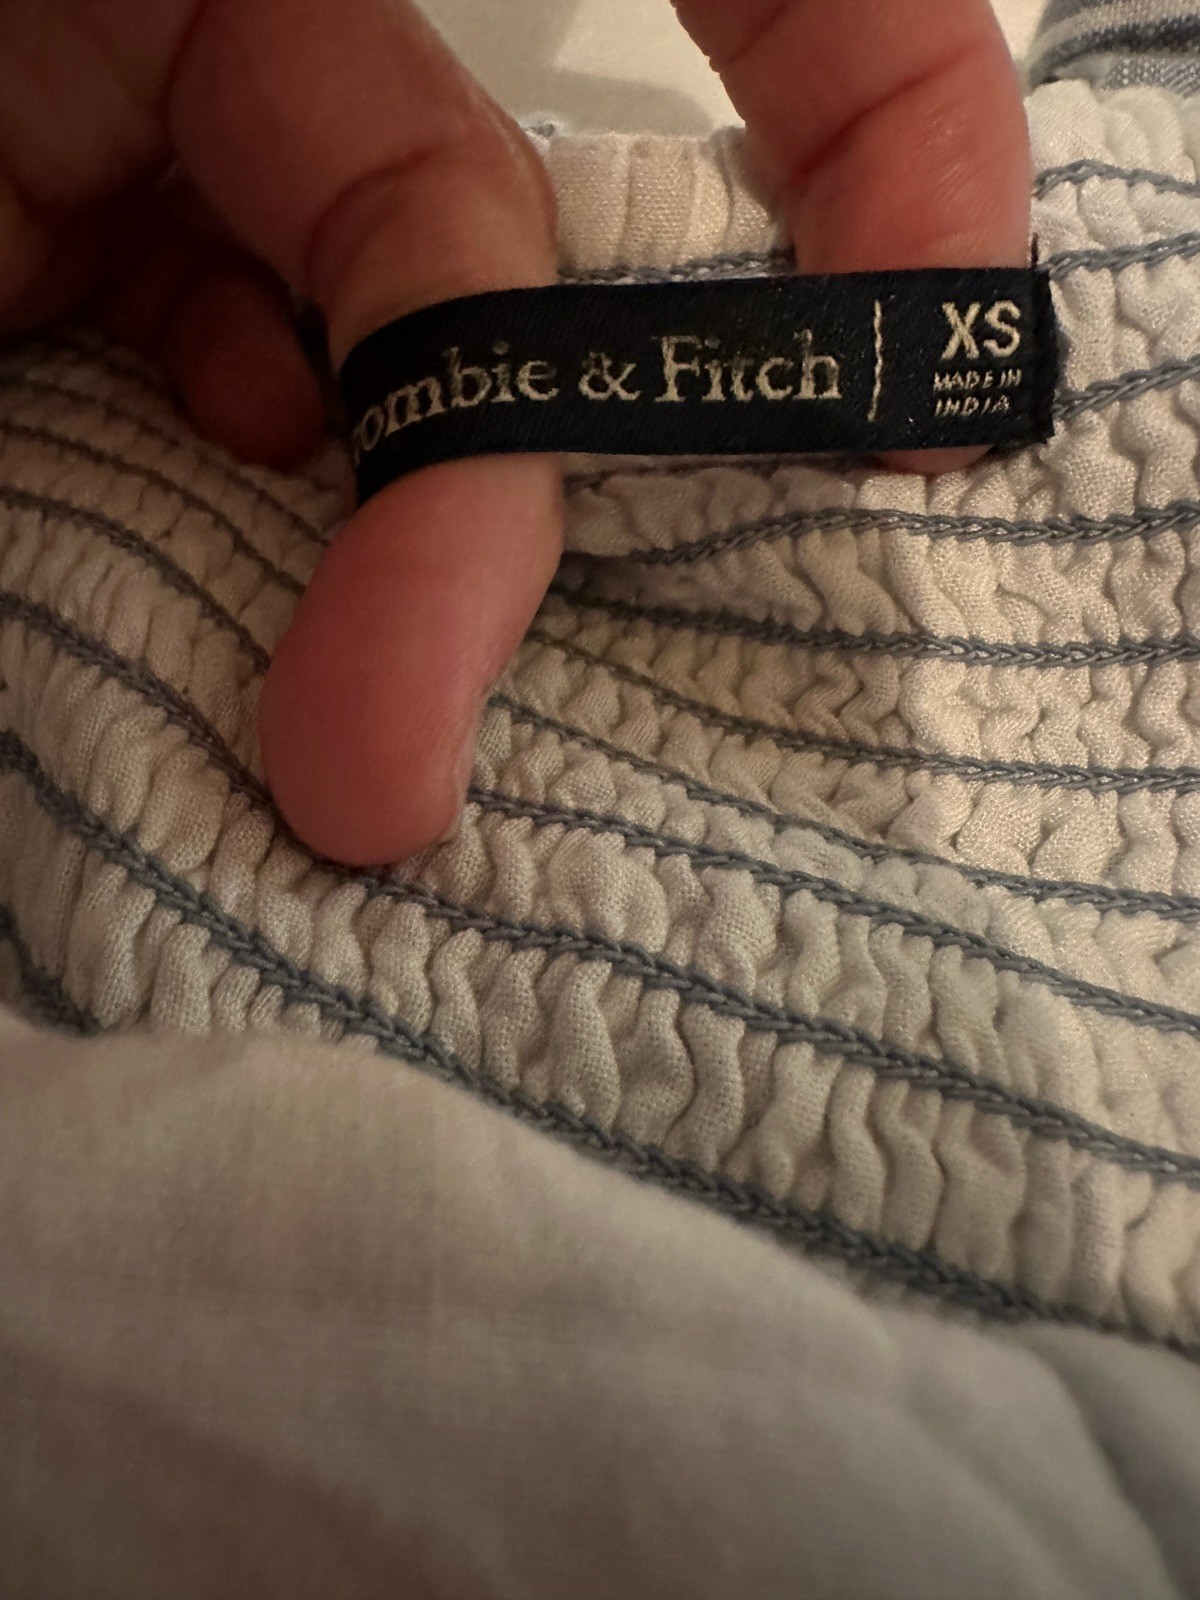 ombie & Fitch
XS
MADE IN
INDIA